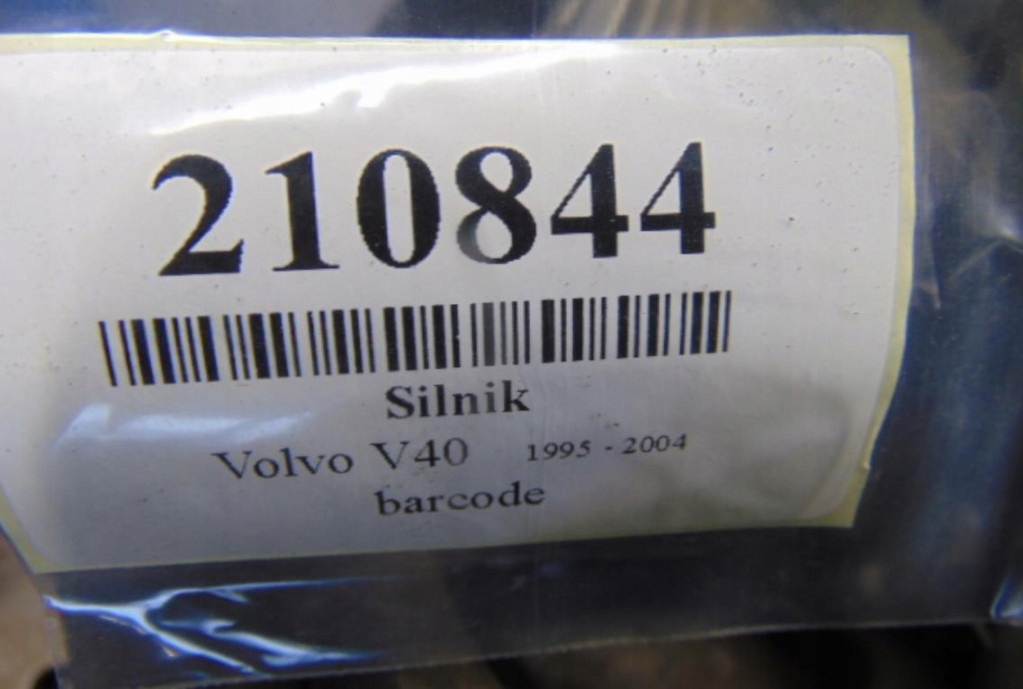 210844
Silnik
Volvo V40 1995 - 2004
barcode